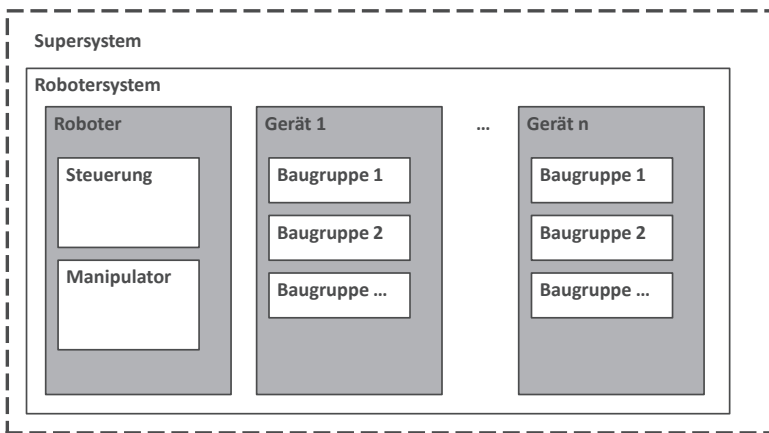 Supersystem
Robotersystem
Roboter
Steuerung
Manipulator
Gerät 1
Baugruppe 1
Baugruppe 2
Baugruppe ...
...
Gerät n
Baugruppe 1
Baugruppe 2
Baugruppe ...